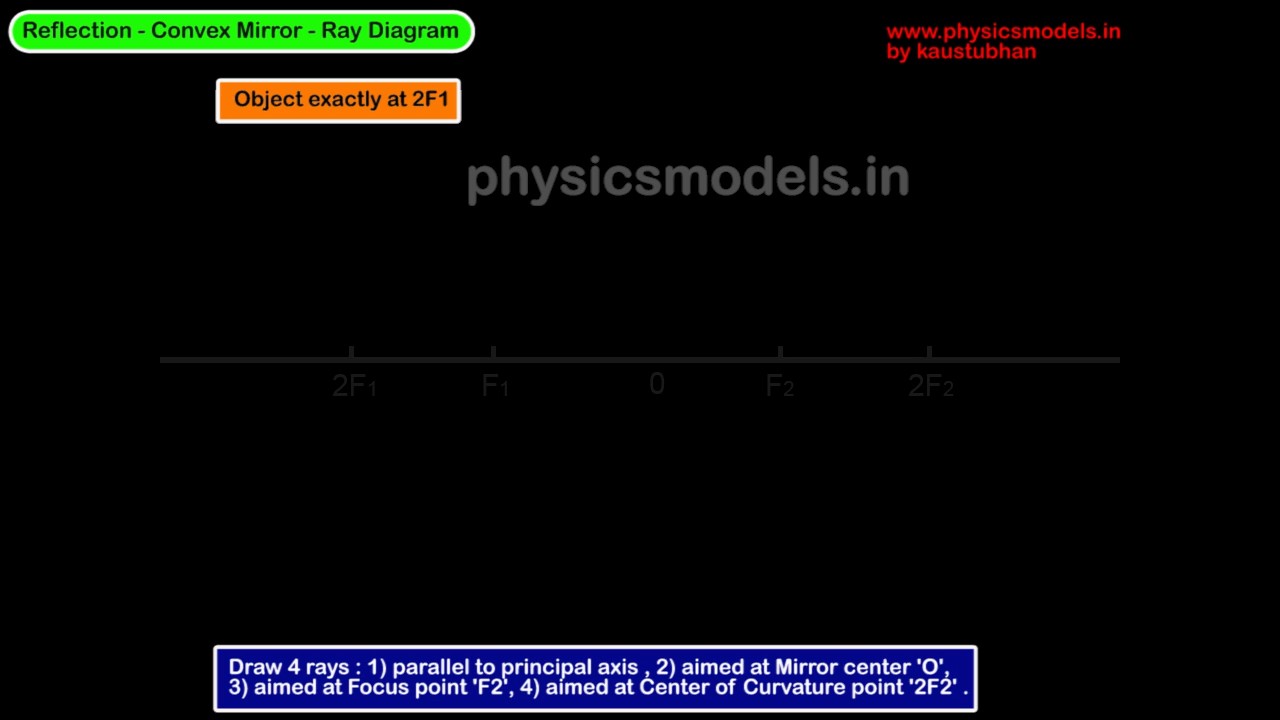 Reflection - Convex Mirror - Ray Diagram
www.physicsmodels.in
by kaustubhan
Object exactly at 2F1
physicsmodels.in
2F1 F1 0 F2 2F2
Draw 4 rays : 1) parallel to principal axis , 2) aimed at Mirror center 'O',
3) aimed at Focus point 'F2', 4) aimed at Center of Curvature point '2F2' .